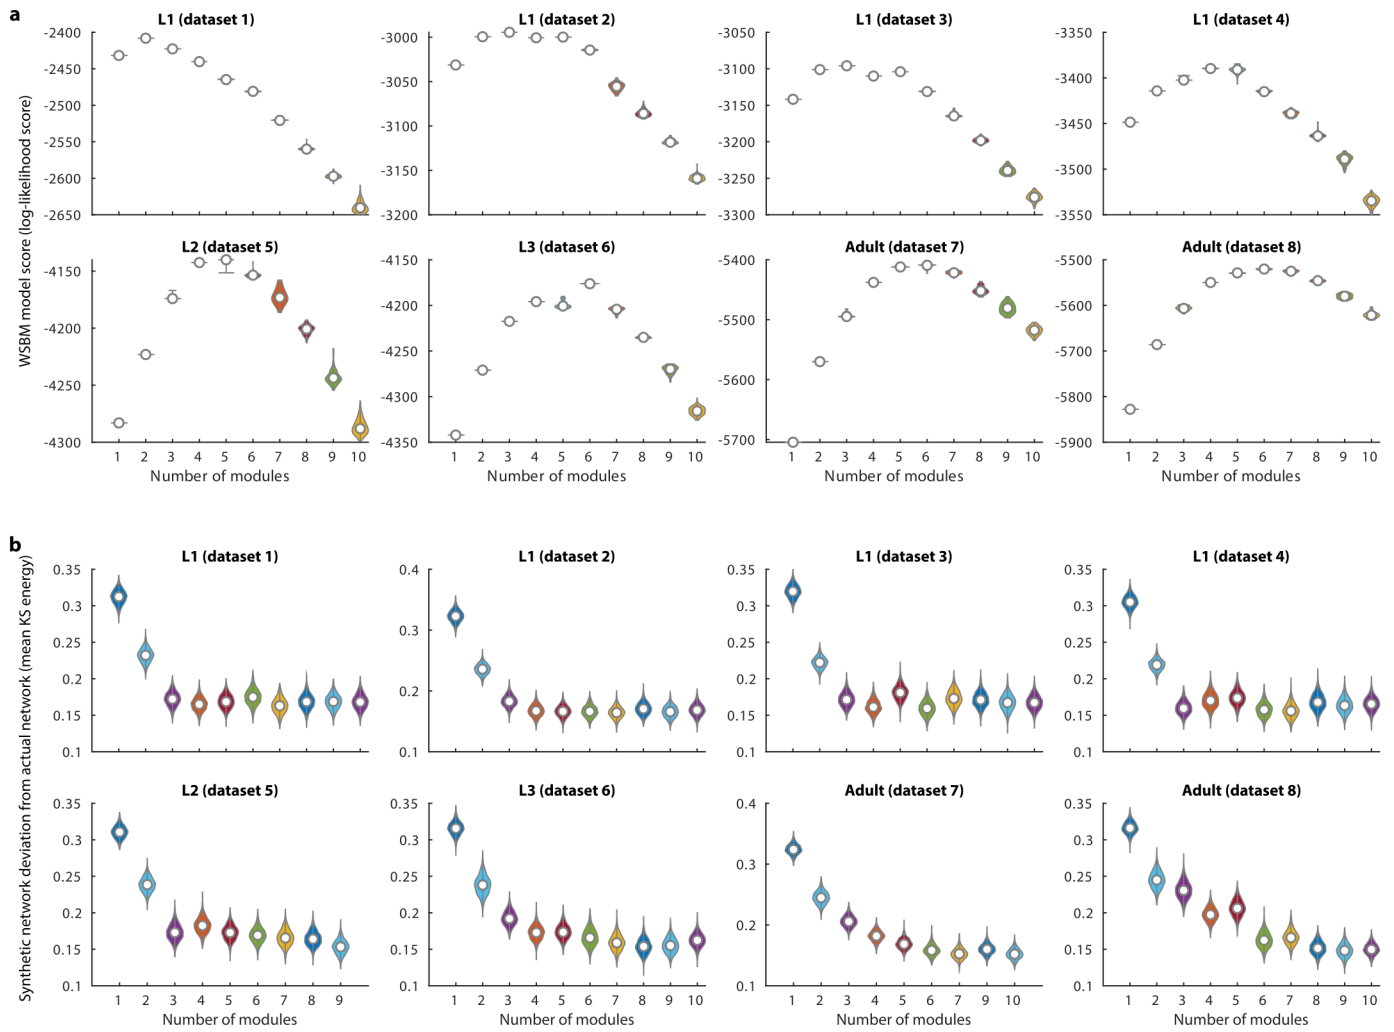 a
WSBM model score (log-likelihood score)
L1 (dataset 1)
-2400
-2450
-2500
-2550
-2600
-2650
L1 (dataset 2)
-3000
-3050
-3100
-3150
-3200
L1 (dataset 3)
-3050
-3100
-3150
-3200
-3250
-3300
L1 (dataset 4)
-3350
-3400
-3450
-3500
-3550
L2 (dataset 5)
-4150
-4200
-4250
-4300
1 2 3 4 5 6 7 8 9 10
Number of modules
L3 (dataset 6)
-4150
-4200
-4250
-4300
-4350
1 2 3 4 5 6 7 8 9 10
Number of modules
Adult (dataset 7)
-5400
-5500
-5600
-5700
1 2 3 4 5 6 7 8 9 10
Number of modules
Adult (dataset 8)
-5500
-5600
-5700
-5800
-5900
1 2 3 4 5 6 7 8 9 10
Number of modules
b
Synthetic network deviation from actual network (mean KS energy)
L1 (dataset 1)
0.35
0.3
0.25
0.2
0.15
0.1
L1 (dataset 2)
0.4
0.3
0.2
0.1
L1 (dataset 3)
0.35
0.3
0.25
0.2
0.15
0.1
L1 (dataset 4)
0.35
0.3
0.25
0.2
0.15
0.1
L2 (dataset 5)
0.35
0.3
0.25
0.2
0.15
0.1
1 2 3 4 5 6 7 8 9
Number of modules
L3 (dataset 6)
0.35
0.3
0.25
0.2
0.15
0.1
1 2 3 4 5 6 7 8 9 10
Number of modules
Adult (dataset 7)
0.4
0.3
0.2
0.1
1 2 3 4 5 6 7 9 10
Number of modules
Adult (dataset 8)
0.35
0.3
0.25
0.2
0.15
0.1
1 2 3 4 5 6 7 8 9 10
Number of modules